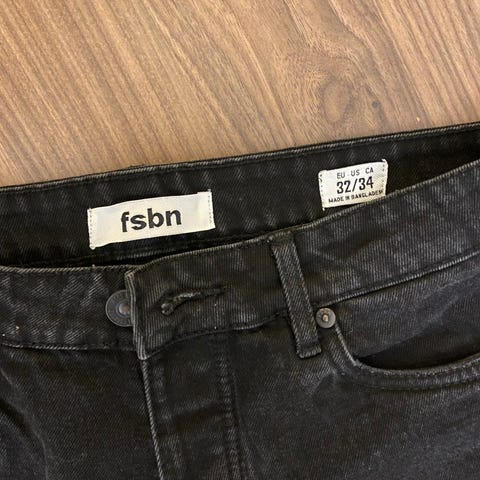 fsbn
EU US CA
32/34
MADE IN BANGLADESH